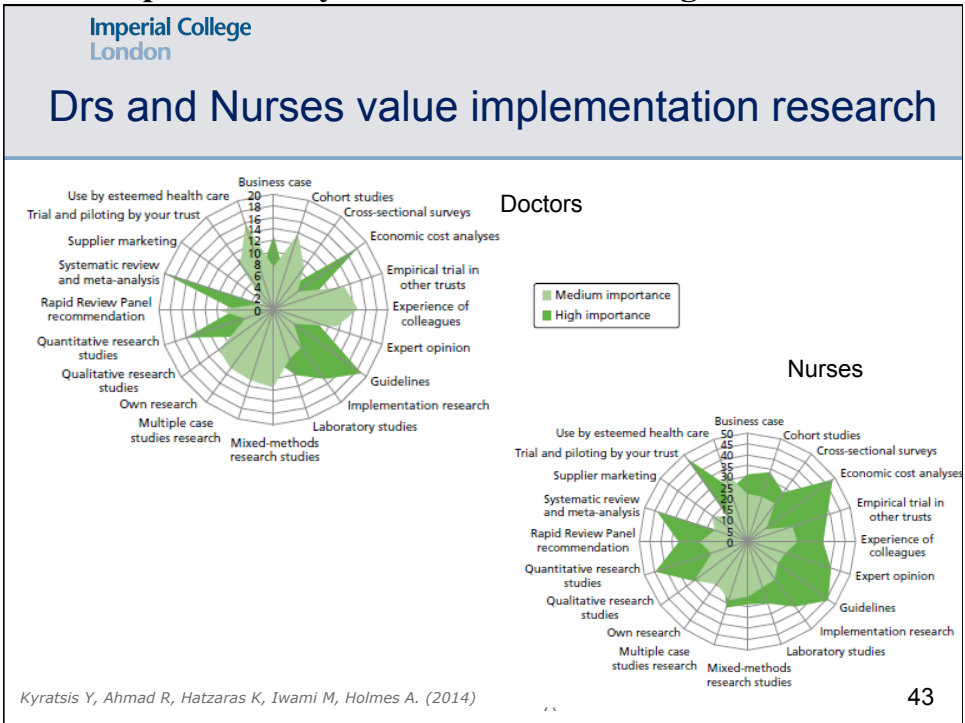 Imperial College
London
Drs and Nurses value implementation research
Doctors
Business case
Cohort studies
Cross-sectional surveys
Economic cost analyses
Empirical trial in
other trusts
Experience of
colleagues
Expert opinion
Guidelines
Implementation research
Laboratory studies
Mixed-methods
research studies
Multiple case
studies research
Own research
Qualitative research
studies
Quantitative research
studies
Rapid Review Panel
recommendation
Systematic review
and meta-analysis
Supplier marketing
Trial and piloting by your trust
Use by esteemed health care
20
18
16
14
12
10
8
6
4
2
0
Medium importance
High importance
Nurses
Business case
Cohort studies
Cross-sectional surveys
Economic cost analyses
Empirical trial in
other trusts
Experience of
colleagues
Expert opinion
Guidelines
Implementation research
Laboratory studies
Mixed-methods
research studies
Multiple case
studies research
Own research
Qualitative research
studies
Quantitative research
studies
Rapid Review Panel
recommendation
Systematic review
and meta-analysis
Supplier marketing
Trial and piloting by your trust
Use by esteemed health care
50
45
40
35
30
25
20
15
10
5
0
Kyratsis Y, Ahmad R, Hatzaras K, Iwami M, Holmes A. (2014)
43